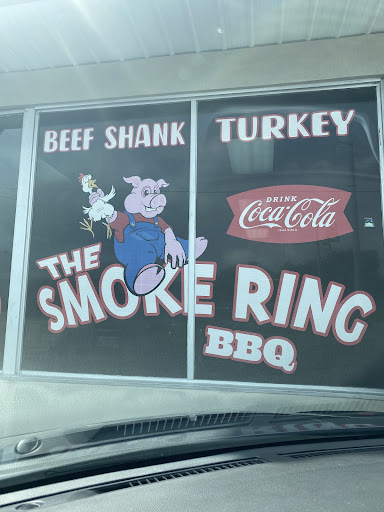 BEEF SHANK
TURKEY
DRINK
Coca-Cola
THE
SMOKE RING
BBQ